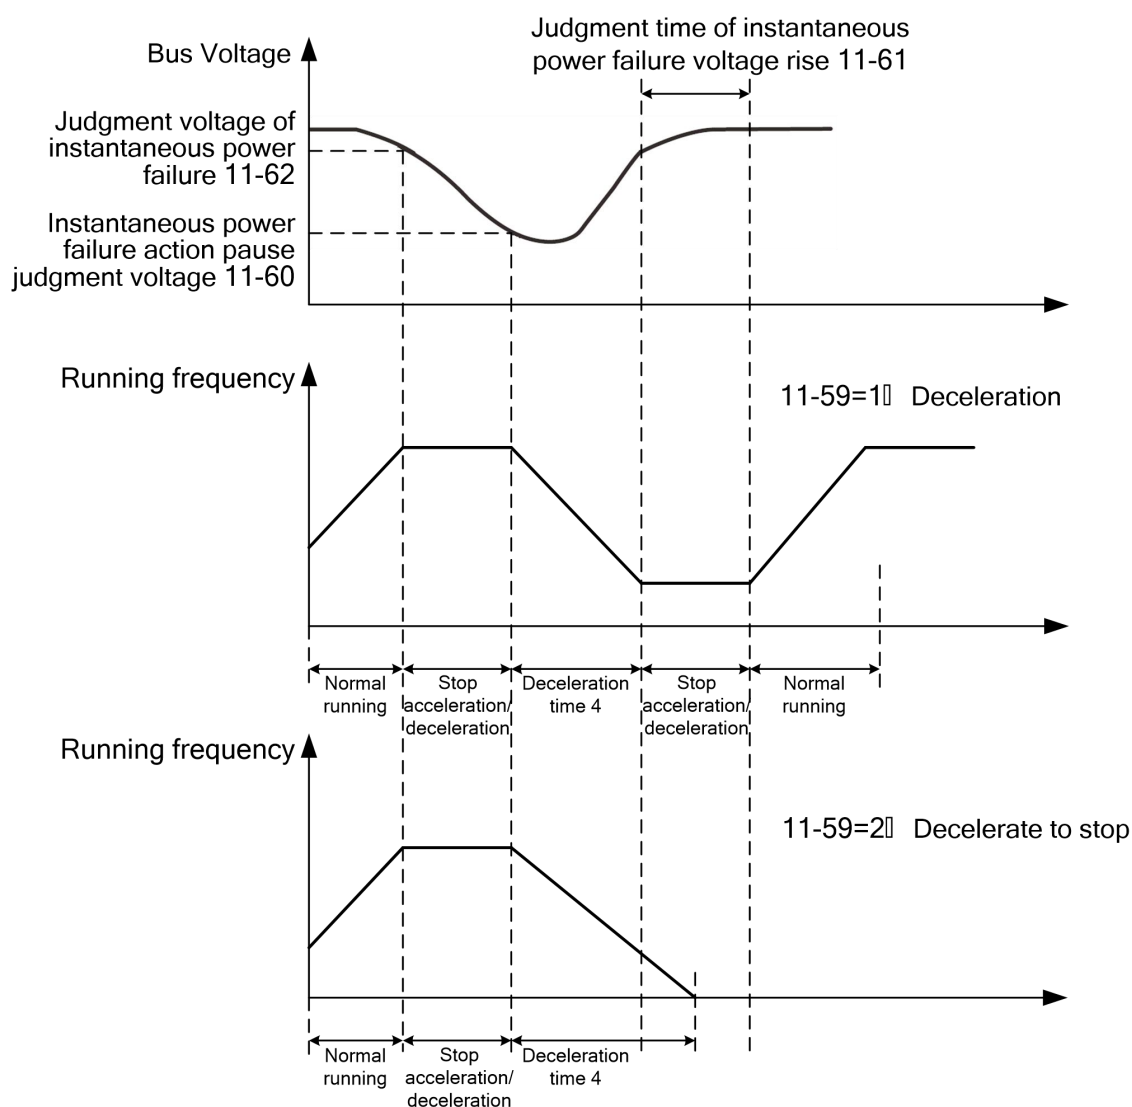 Judgment time of instantaneous
power failure voltage rise 11-61
Bus Voltage
Judgment voltage of
instantaneous power
failure 11-62
Instantaneous power
failure action pause
judgment voltage 11-60
Running frequency
11-59=1▯ Deceleration
Normal
running
Stop
acceleration/
deceleration
Deceleration
time 4
Stop
acceleration/
deceleration
Normal
running
Running frequency
11-59=2▯ Decelerate to stop
Normal
running
Stop
acceleration/
deceleration
Deceleration
time 4